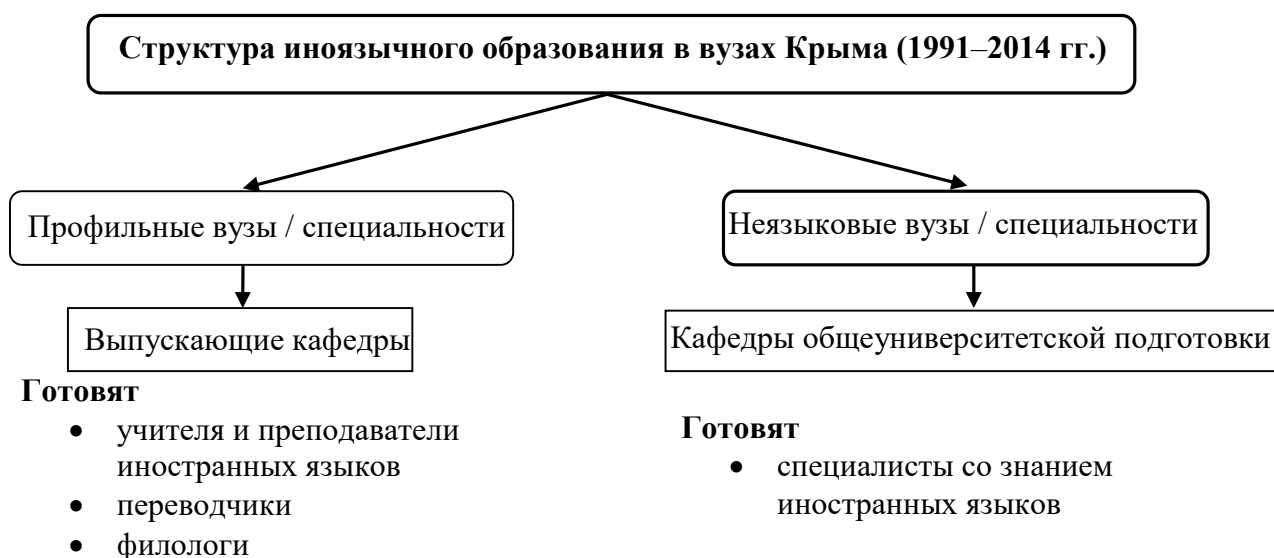 Структура иноязычного образования в вузах Крыма (1991–2014 гг.)
Профильные вузы / специальности
Неязыковые вузы / специальности
Выпускающие кафедры
Кафедры общеуниверситетской подготовки
Готовят
• учителя и преподаватели
иностранных языков
• переводчики
• филологи
Готовят
• специалисты со знанием
иностранных языков